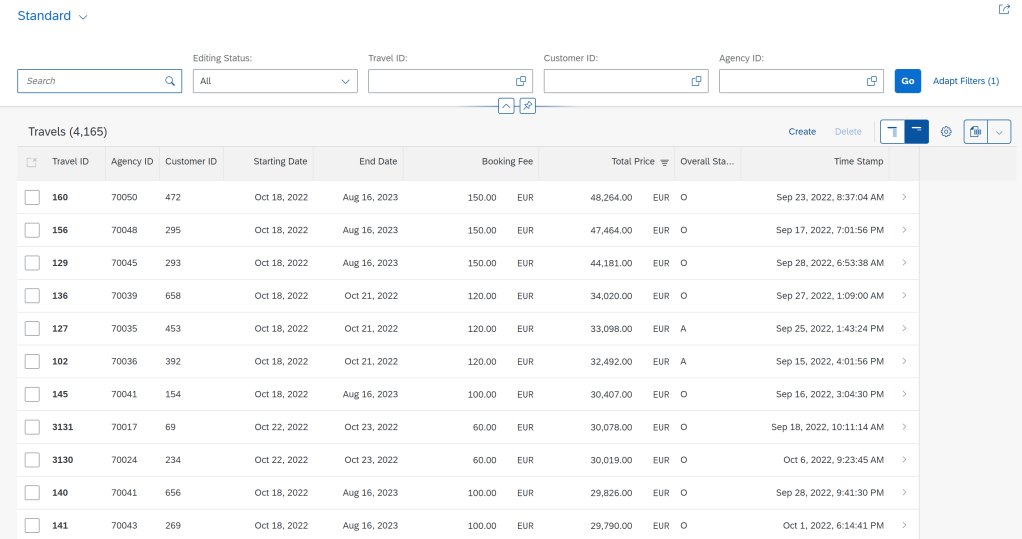 Standard
Editing Status: Travel ID: Customer ID: Agency ID:
Search All Go Adapt Filters (1)
Travels (4,165) Create Delete
Travel ID Agency ID Customer ID Starting Date End Date Booking Fee Total Price Overall Sta... Time Stamp
160 70050 472 Oct 18, 2022 Aug 16, 2023 150.00 EUR 48,264.00 EUR O Sep 23, 2022, 8:37:04 AM
156 70048 295 Oct 18, 2022 Aug 16, 2023 150.00 EUR 47,464.00 EUR O Sep 17, 2022, 7:01:56 PM
129 70045 293 Oct 18, 2022 Aug 16, 2023 150.00 EUR 44,181.00 EUR O Sep 28, 2022, 6:53:38 AM
136 70039 658 Oct 18, 2022 Oct 21, 2022 120.00 EUR 34,020.00 EUR O Sep 27, 2022, 1:09:00 AM
127 70035 453 Oct 18, 2022 Oct 21, 2022 120.00 EUR 33,098.00 EUR A Sep 25, 2022, 1:43:24 PM
102 70036 392 Oct 18, 2022 Oct 21, 2022 120.00 EUR 32,492.00 EUR A Sep 15, 2022, 4:01:56 PM
145 70041 154 Oct 18, 2022 Aug 16, 2023 100.00 EUR 30,407.00 EUR O Sep 16, 2022, 3:04:30 PM
3131 70017 69 Oct 22, 2022 Oct 23, 2022 60.00 EUR 30,078.00 EUR O Sep 18, 2022, 10:11:14 AM
3130 70024 234 Oct 22, 2022 Oct 23, 2022 60.00 EUR 30,019.00 EUR O Oct 6, 2022, 9:23:45 AM
140 70041 656 Oct 18, 2022 Aug 16, 2023 100.00 EUR 29,826.00 EUR O Sep 28, 2022, 9:41:30 PM
141 70043 269 Oct 18, 2022 Aug 16, 2023 100.00 EUR 29,790.00 EUR O Oct 1, 2022, 6:14:41 PM